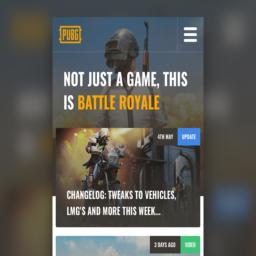 PUBG
NOT JUST A GAME, THIS
IS BATTLE ROYALE
4TH MAY UPDATE
CHANGELOG: TWEAKS TO VEHICLES,
LMG'S AND MORE THIS WEEK...
3 DAYS AGO VIDEO